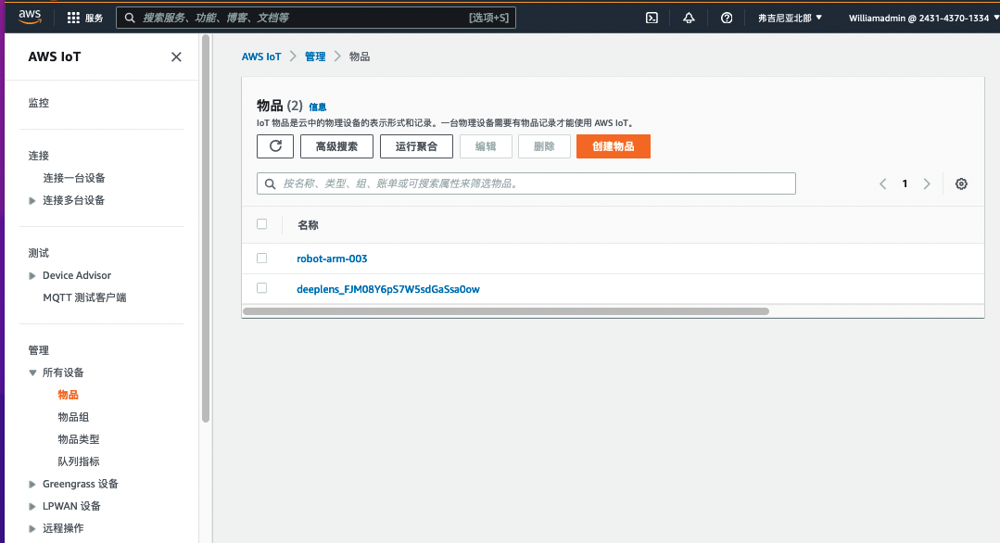 aws
服务
搜索服务、功能、博客、文档等
[选项+S]
弗吉尼亚北部
Williamadmin @ 2431-4370-1334
AWS IoT
监控
连接
连接一台设备
连接多台设备
测试
Device Advisor
MQTT 测试客户端
管理
所有设备
物品
物品组
物品类型
队列指标
Greengrass 设备
LPWAN 设备
远程操作
AWS IoT
管理
物品
物品 (2) 信息
IoT 物品是云中的物理设备的表示形式和记录。一台物理设备需要有物品记录才能使用 AWS IoT。
高级搜索
运行聚合
编辑
删除
创建物品
按名称、类型、组、账单或可搜索属性来筛选物品。
1
名称
robot-arm-003
deeplens_FJM08Y6pS7W5sdGaSsa0ow